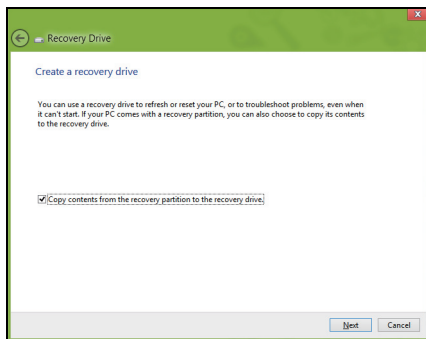 Recovery Drive
Create a recovery drive
You can use a recovery drive to refresh or reset your PC, or to troubleshoot problems, even when
it can't start. If your PC comes with a recovery partition, you can also choose to copy its contents
to the recovery drive.
Copy contents from the recovery partition to the recovery drive.
Next Cancel